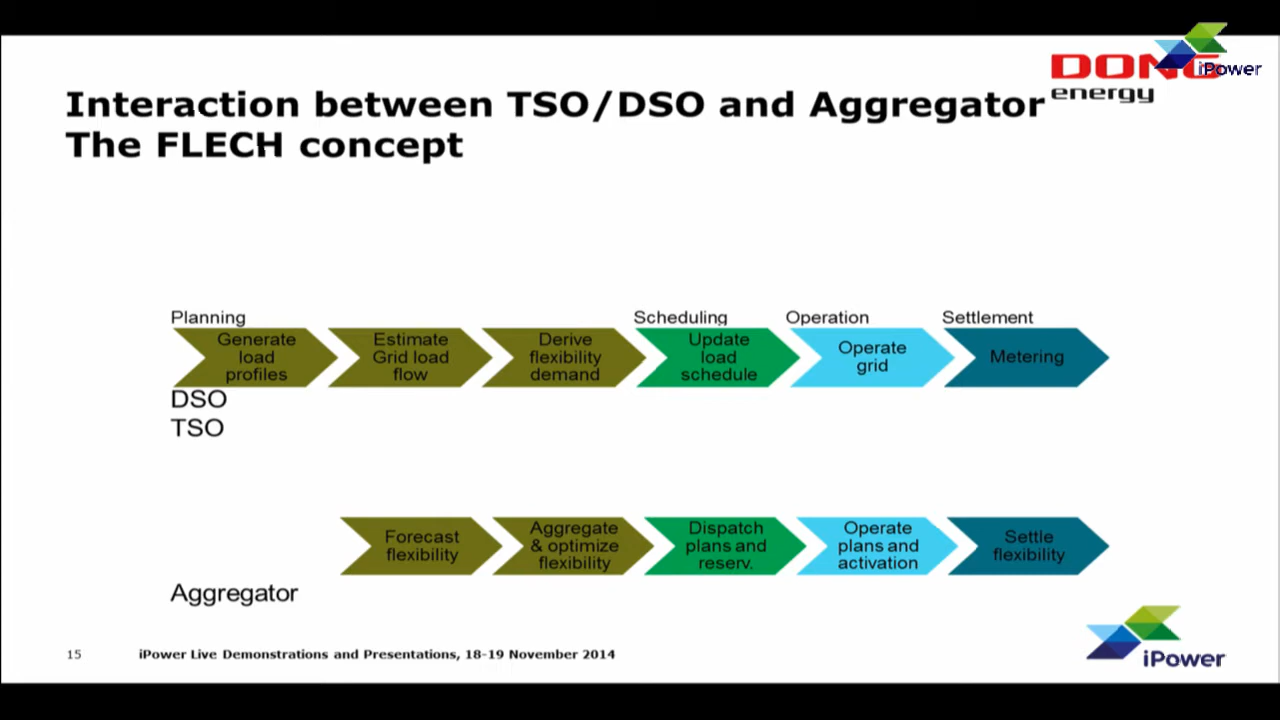 DONG
energy
iPower
Interaction between TSO/DSO and Aggregator
The FLECH concept
Planning
Scheduling
Operation
Settlement
Generate
load
profiles
Estimate
Grid load
flow
Derive
flexibility
demand
Update
load
schedule
Operate
grid
Metering
DSO
TSO
Forecast
flexibility
Aggregate
& optimize
flexibility
Dispatch
plans and
reserv.
Operate
plans and
activation
Settle
flexibility
Aggregator
15
iPower Live Demonstrations and Presentations, 18-19 November 2014
iPower